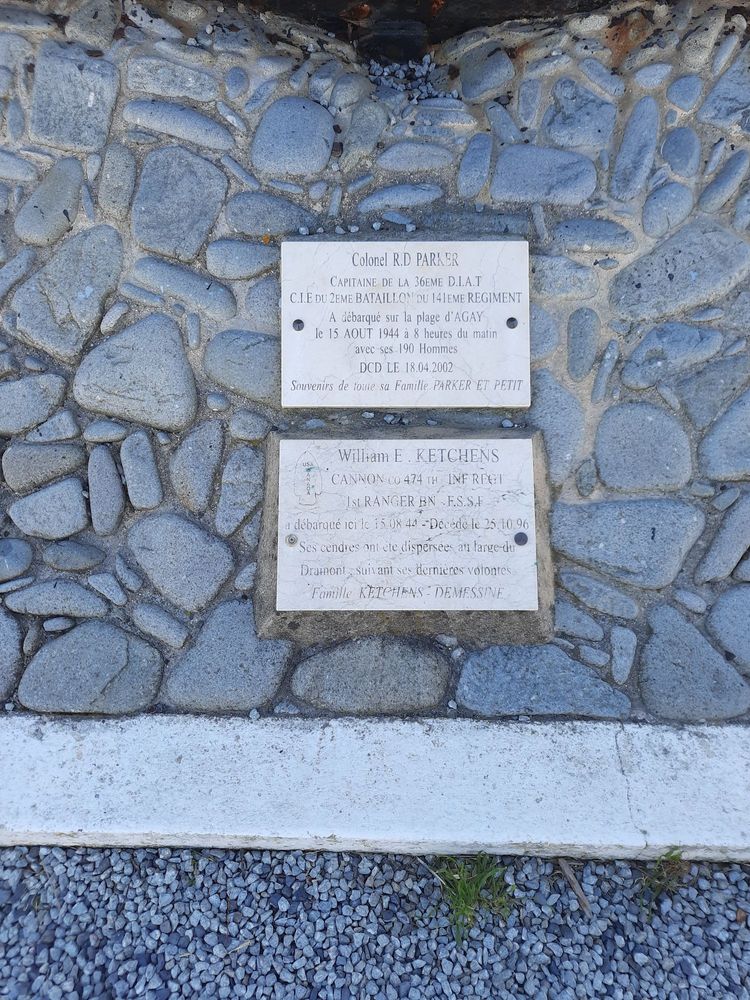 Colonel R.D PARKER
CAPITAINE DE LA 36EME D.I.A.T
C.I.E DU 2EME BATAILLON DU 141EME REGIMENT
A débarqué sur la plage d'AGAY
le 15 AOUT 1944 à 8 heures du matin
avec ses 190 Hommes
DCD LE 18.04.2002
Souvenirs de toute sa Famille PARKER ET PETIT
William E. KETCHENS
CANNON CO 474 TH INF REGT
1st RANGER BN F.S.S.F
a débarqué ici le 15.08.44 - Décédé le 25.10.96
Ses cendres ont été dispersées au large du
Dramont, suivant ses dernières volontés
Famille KETCHENS - DEMESSINE